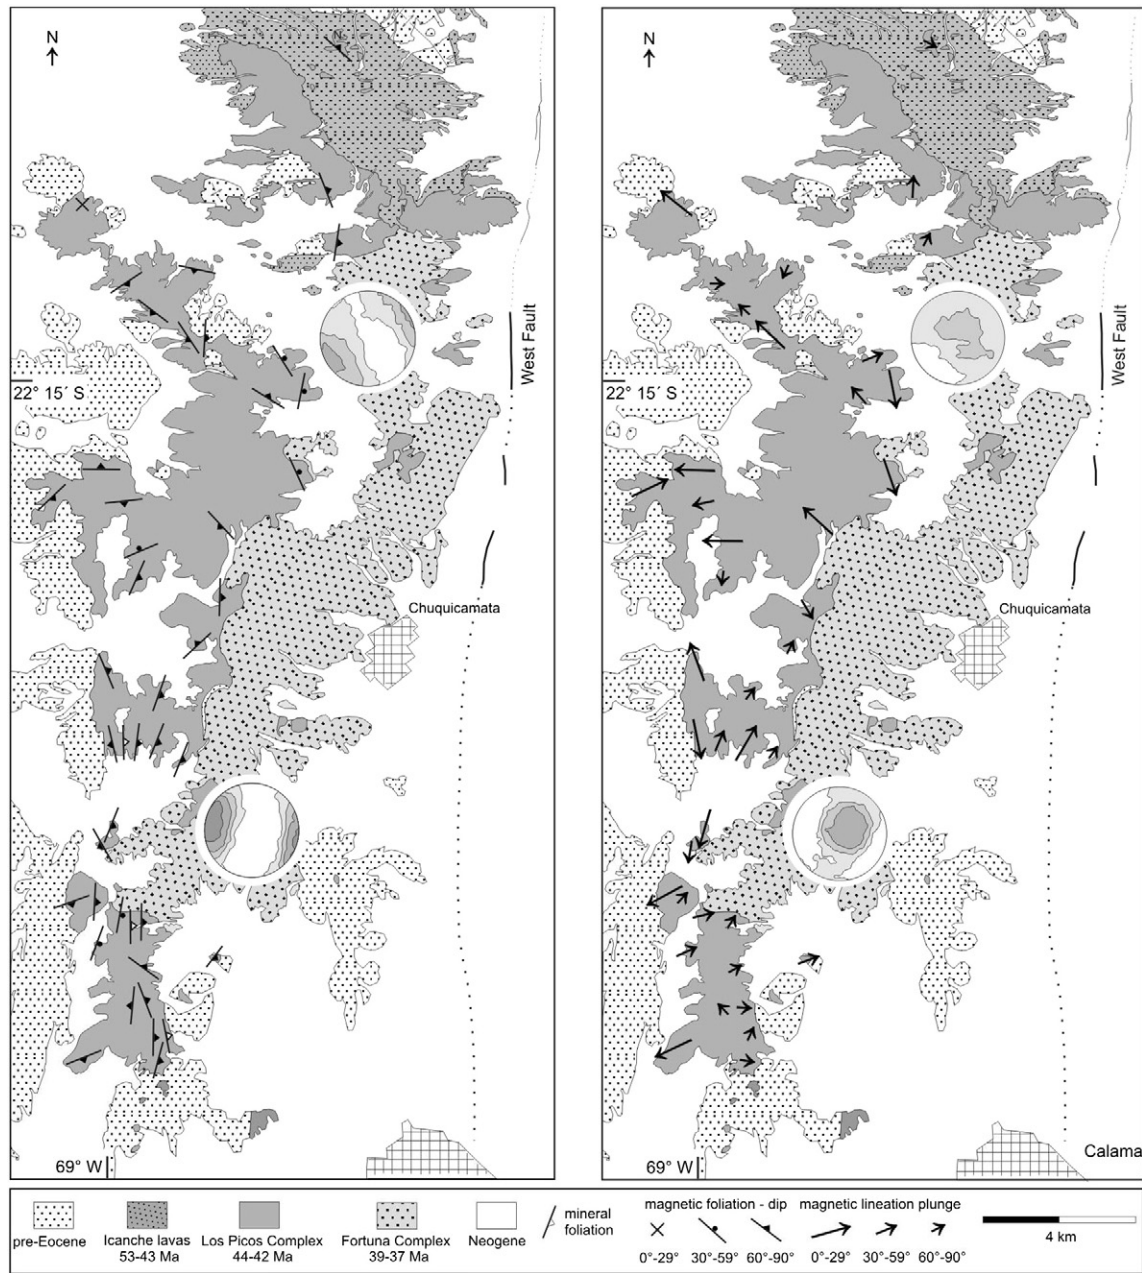 N
N
West Fault
West Fault
22° 15´ S
22° 15´ S
Chuquicamata
Chuquicamata
69° W
69° W
Calama
pre-Eocene
Icanche lavas
53-43 Ma
Los Picos Complex
44-42 Ma
Fortuna Complex
39-37 Ma
Neogene
mineral
foliation
magnetic foliation - dip
0°-29° 30°-59° 60°-90°
magnetic lineation plunge
0°-29° 30°-59° 60°-90°
4 km